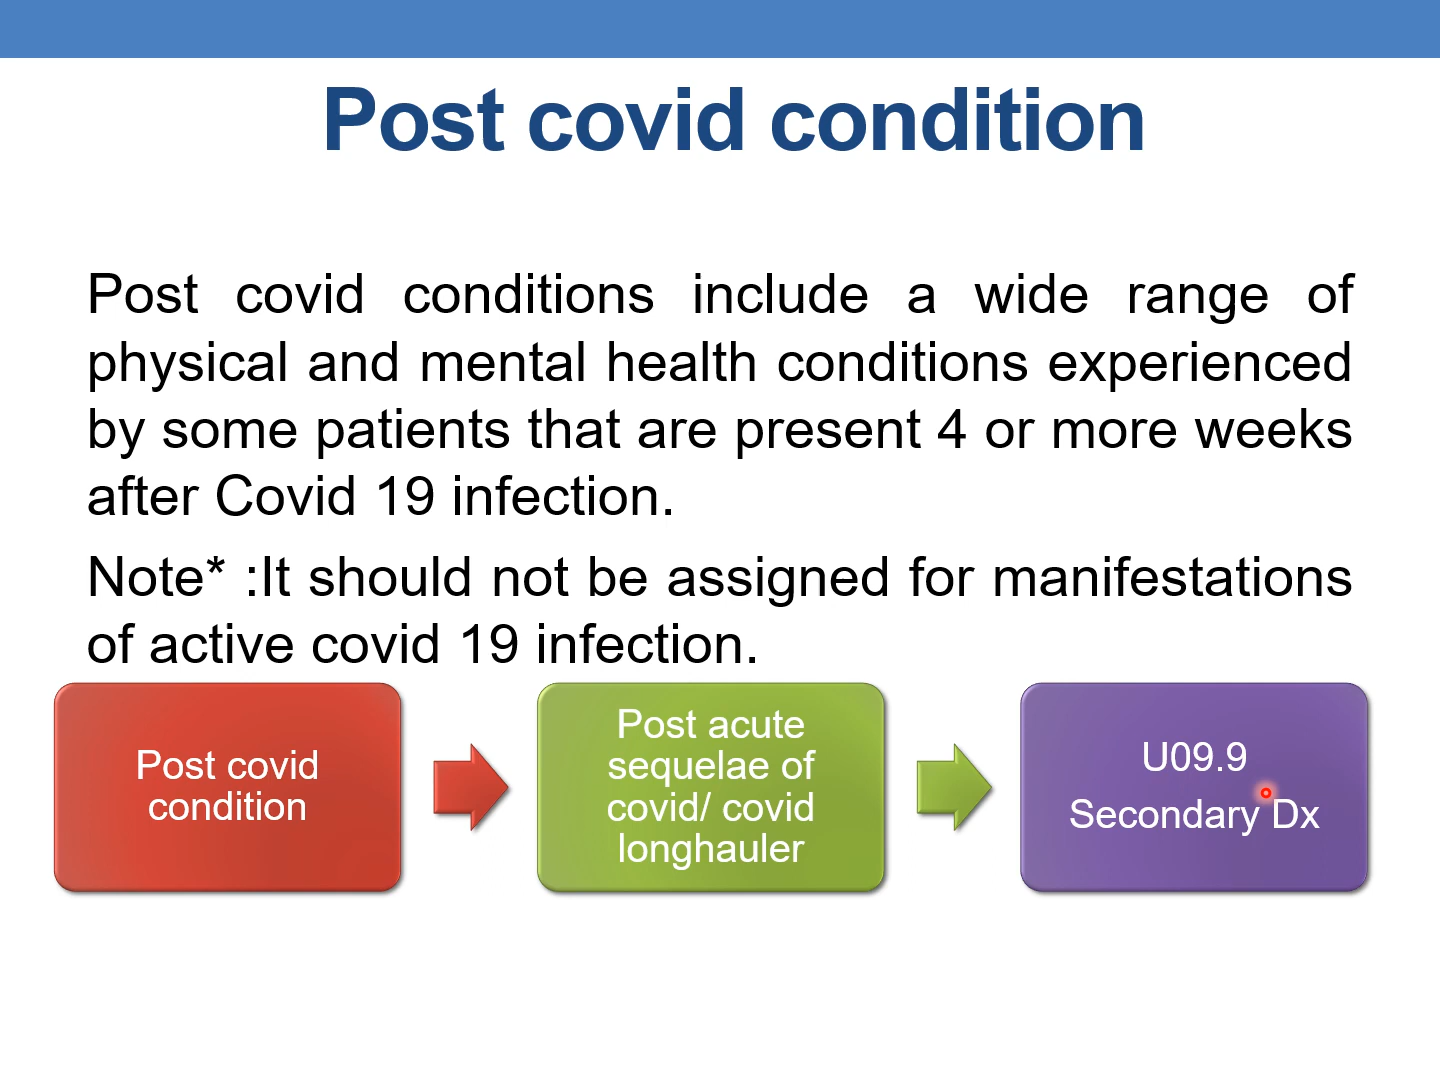 Post covid condition
Post covid conditions include a wide range of
physical and mental health conditions experienced
by some patients that are present 4 or more weeks
after Covid 19 infection.
Note* :It should not be assigned for manifestations
of active covid 19 infection.
Post covid
condition
Post acute
sequelae of
covid/ covid
longhauler
U09.9
Secondary Dx